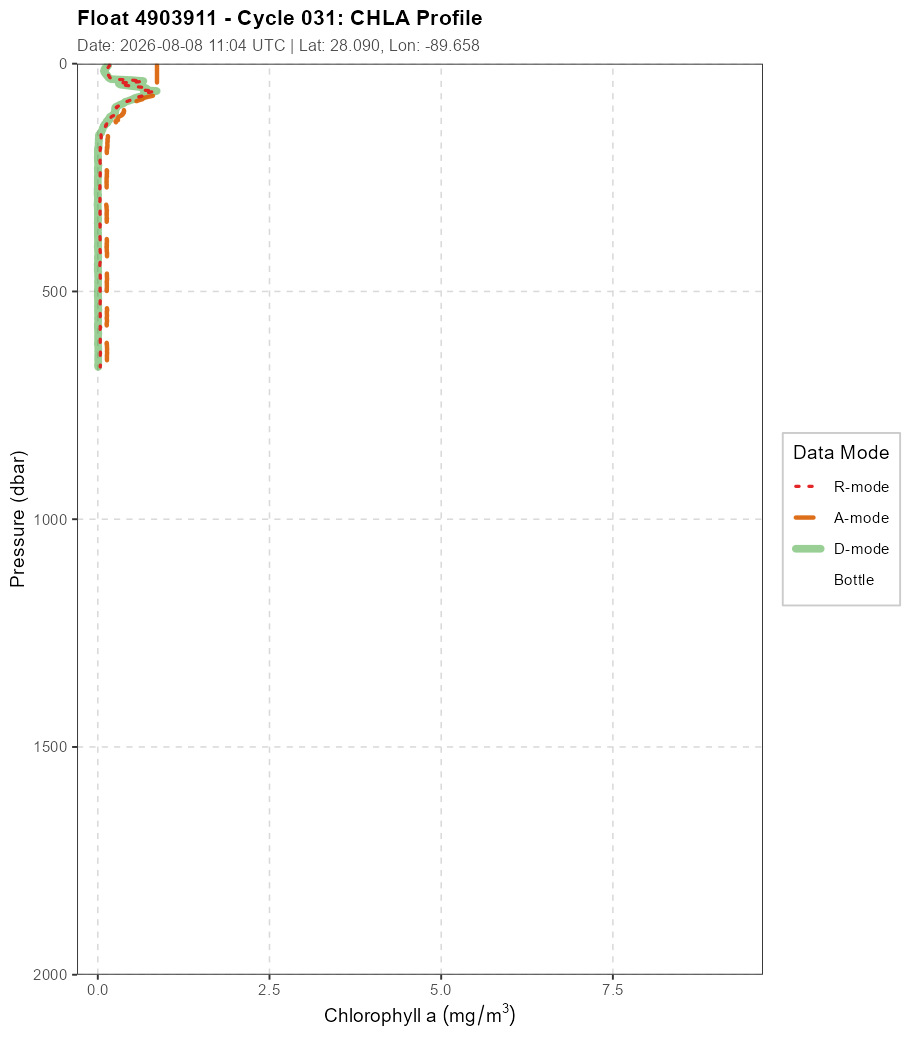 Float 4903911 - Cycle 031: CHLA Profile
Date: 2026-08-08 11:04 UTC | Lat: 28.090, Lon: -89.658
0
500
1000
1500
2000
Pressure (dbar)
0.0 2.5 5.0 7.5
Chlorophyll a (mg/m³)
Data Mode
R-mode
A-mode
D-mode
Bottle